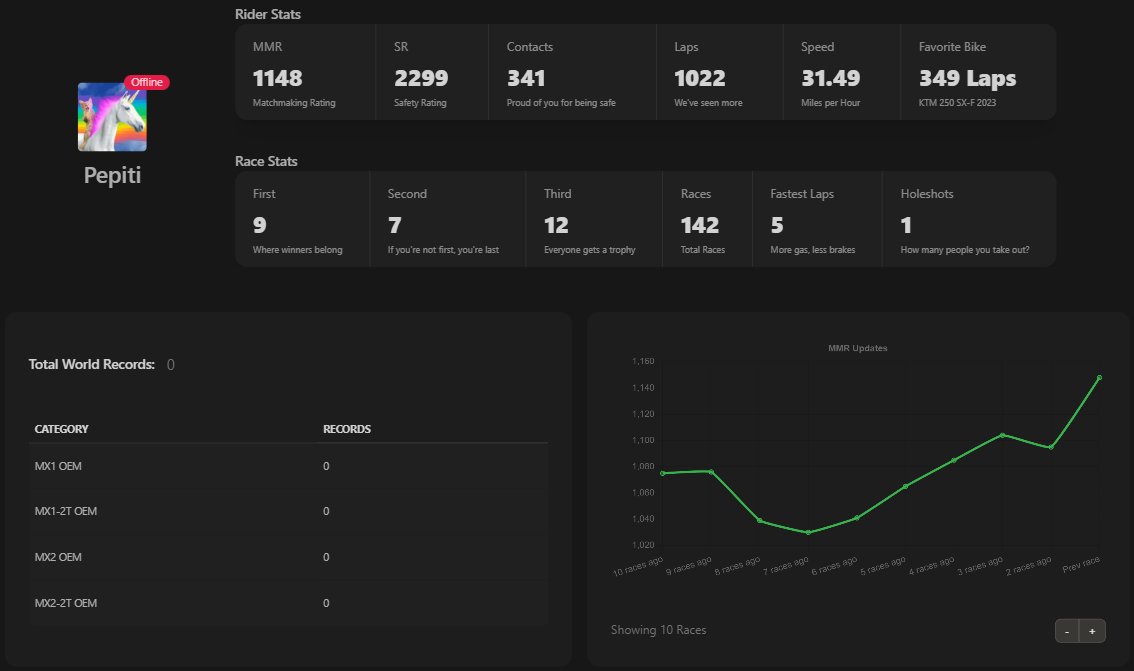 Rider Stats
MMR SR Contacts Laps Speed Favorite Bike
1148 2299 341 1022 31.49 349 Laps
Matchmaking Rating Safety Rating Proud of you for being safe We've seen more Miles per Hour KTM 250 SX-F 2023
Offline
Pepiti
Race Stats
First Second Third Races Fastest Laps Holeshots
9 7 12 142 5 1
Where winners belong If you're not first, you're last Everyone gets a trophy Total Races More gas, less brakes How many people you take out?
Total World Records: 0
CATEGORY RECORDS
MX1 OEM 0
MX1-2T OEM 0
MX2 OEM 0
MX2-2T OEM 0
MMR Updates
1,160
1,140
1,120
1,100
1,080
1,060
1,040
1,020
10 races ago 9 races ago 8 races ago 7 races ago 6 races ago 5 races ago 4 races ago 3 races ago 2 races ago Prev race
Showing 10 Races - +